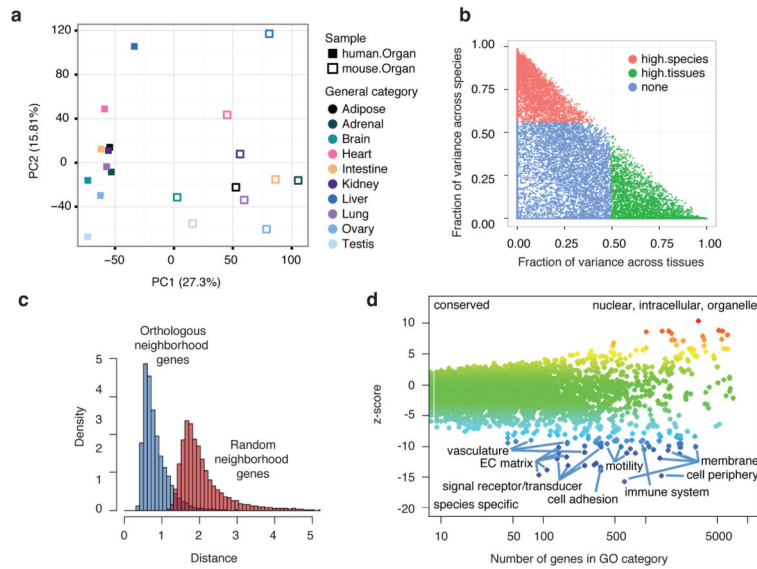 a
120
80
40
0
−40
−50
0
50
100
PC2 (15.81%)
PC1 (27.3%)
Sample
human.Organ
mouse.Organ
General category
Adipose
Adrenal
Brain
Heart
Intestine
Kidney
Liver
Lung
Ovary
Testis
b
1.00
0.75
0.50
0.25
0.00
0.00
0.25
0.50
0.75
1.00
Fraction of variance across species
Fraction of variance across tissues
high.species
high.tissues
none
c
Orthologous
neighborhood
genes
Random
neighborhood
genes
5
4
3
2
1
0
0
1
2
3
4
5
Density
Distance
d
conserved
nuclear, intracellular, organelle
10
5
0
-5
-10
-15
-20
z-score
vasculature
EC matrix
signal receptor/transducer
cell adhesion
motility
immune system
membrane
cell periphery
species specific
10
50
100
500
5000
Number of genes in GO category